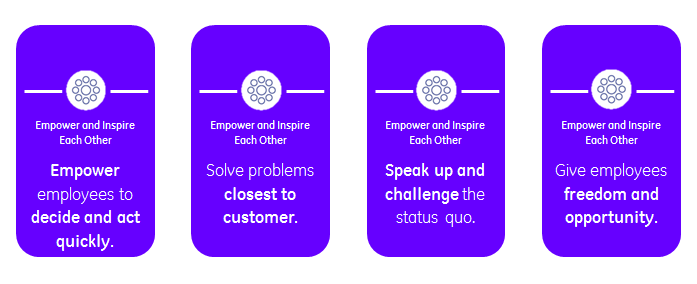 Empower and Inspire
Each Other
Empower
employees to
decide and act
quickly.
Empower and Inspire
Each Other
Solve problems
closest to
customer.
Empower and Inspire
Each Other
Speak up and
challenge the
status quo.
Empower and Inspire
Each Other
Give employees
freedom and
opportunity.